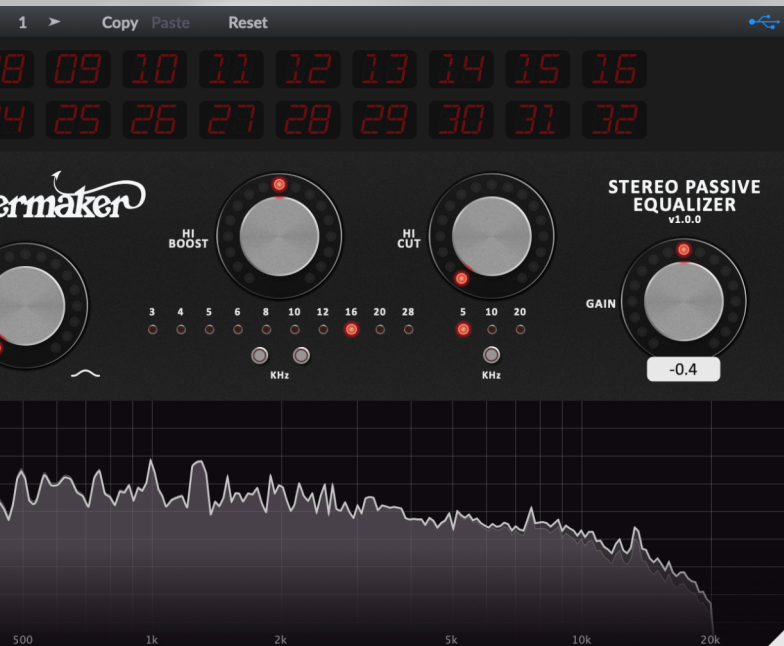 1 ➤ Copy Paste Reset
09 10 11 12 13 14 15 16
25 26 27 28 29 30 31 32
ermaker
STEREO PASSIVE
EQUALIZER
v1.0.0
HI
BOOST
HI
CUT
GAIN
3 4 5 6 8 10 12 16 20 28
5 10 20
KHz
KHz
-0.4
500 1k 2k 5k 10k 20k